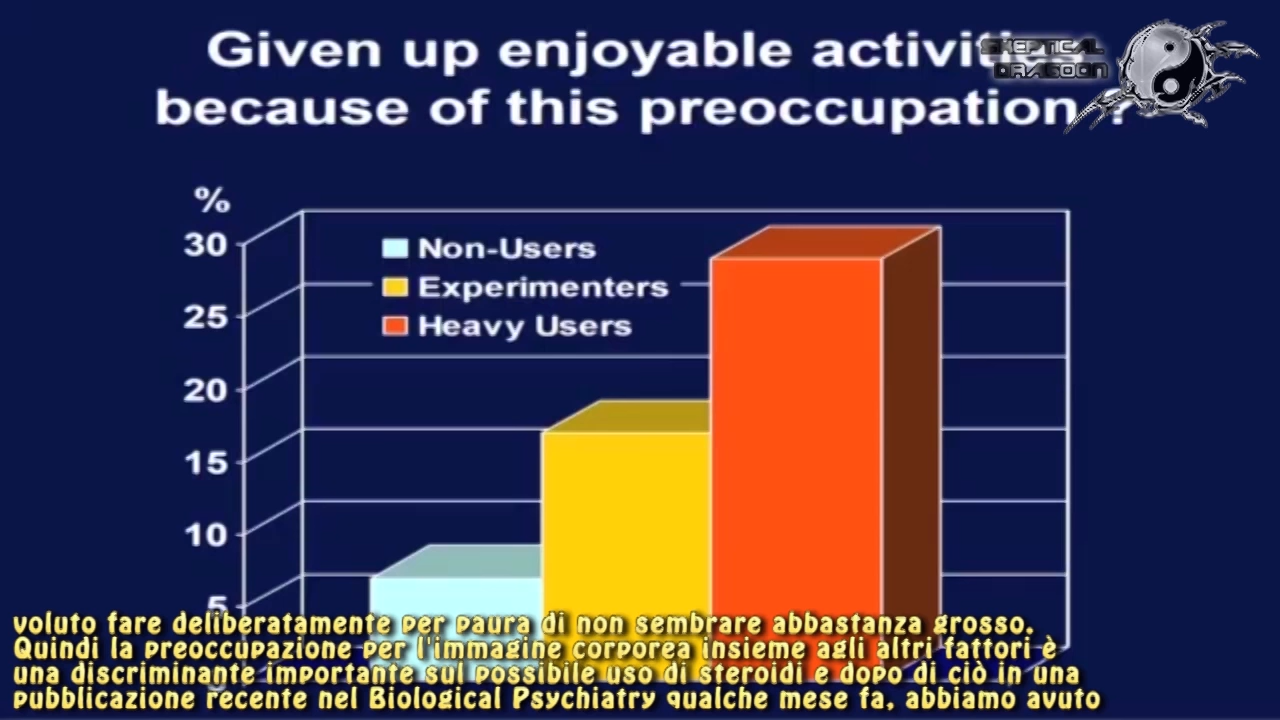 Given up enjoyable activities
because of this preoccupation ?
SKEPTICAL
DRAGOON
%
30
25
20
15
10
5
Non-Users
Experimenters
Heavy Users
voluto fare deliberatamente per paura di non sembrare abbastanza grosso.
Quindi la preoccupazione per l'immagine corporea insieme agli altri fattori è
una discriminante importante sul possibile uso di steroidi e dopo di ciò in una
pubblicazione recente nel Biological Psychiatry qualche mese fa, abbiamo avuto